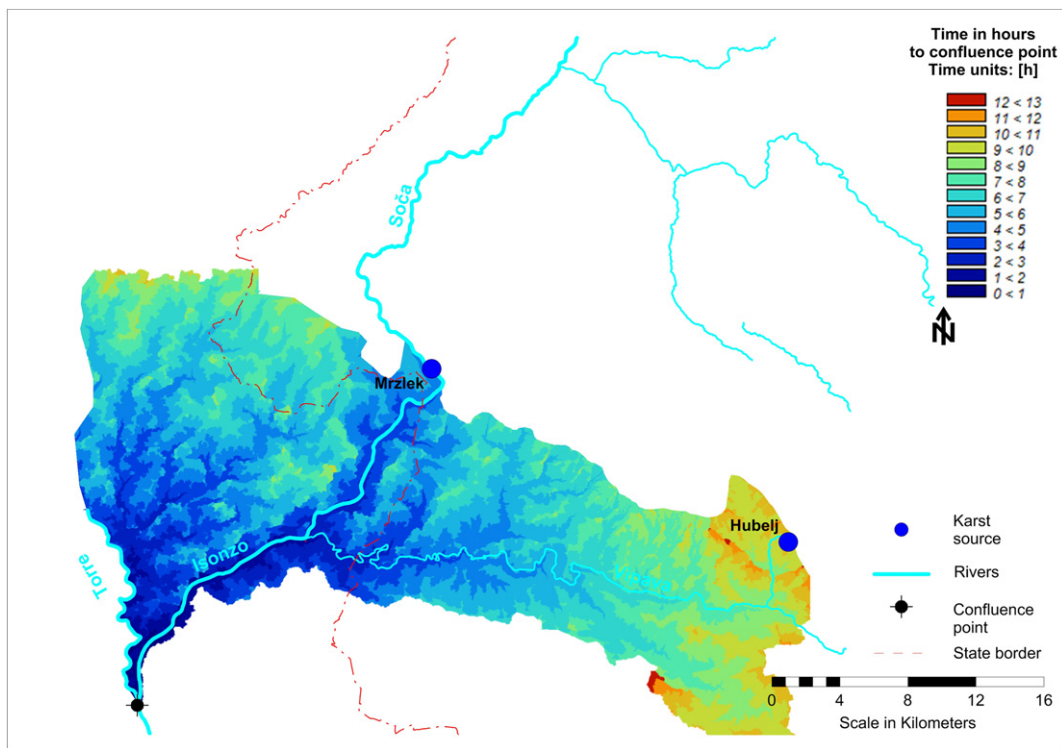 Time in hours
to confluence point
Time units: [h]
12 < 13
11 < 12
10 < 11
9 < 10
8 < 9
7 < 8
6 < 7
5 < 6
4 < 5
3 < 4
2 < 3
1 < 2
0 < 1
N
Soča
Mrzlek
Hubelj
Isonzo
Torre
Karst
source
Rivers
Confluence
point
State border
0 4 8 12 16
Scale in Kilometers